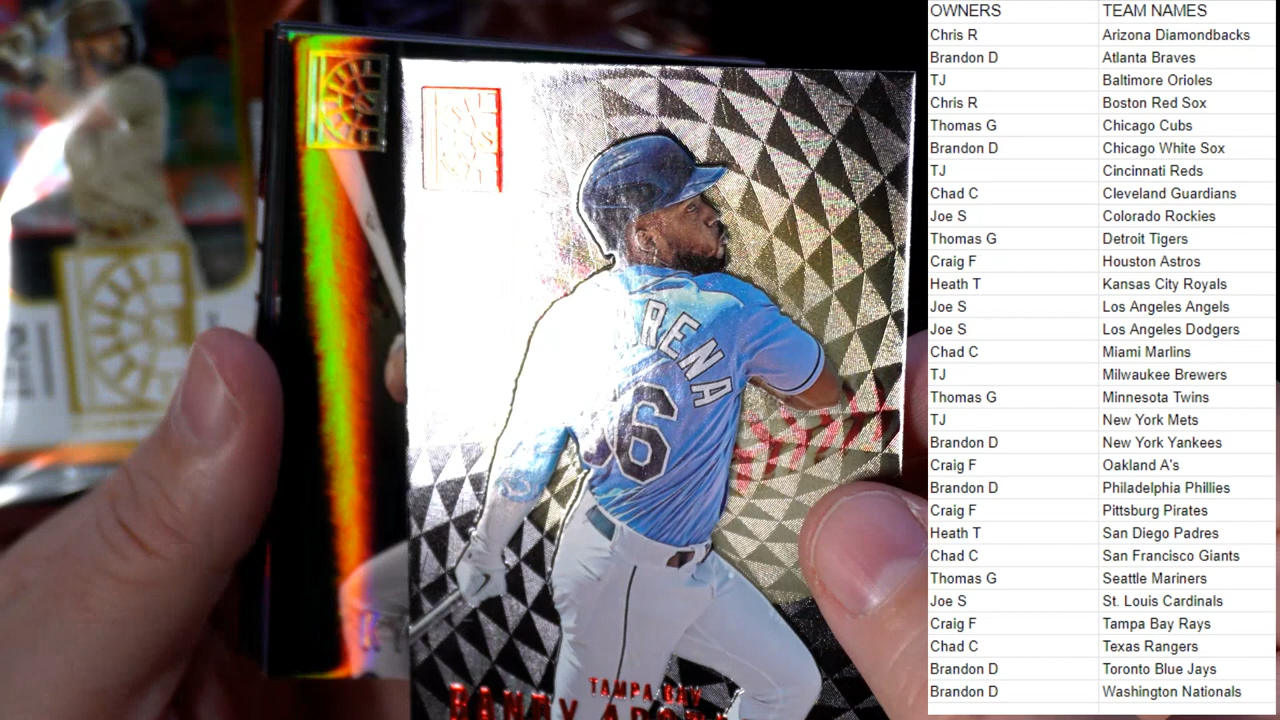 RENA
6
TAMPA BAY
RANDY
OWNERS TEAM NAMES
Chris R Arizona Diamondbacks
Brandon D Atlanta Braves
TJ Baltimore Orioles
Chris R Boston Red Sox
Thomas G Chicago Cubs
Brandon D Chicago White Sox
TJ Cincinnati Reds
Chad C Cleveland Guardians
Joe S Colorado Rockies
Thomas G Detroit Tigers
Craig F Houston Astros
Heath T Kansas City Royals
Joe S Los Angeles Angels
Joe S Los Angeles Dodgers
Chad C Miami Marlins
TJ Milwaukee Brewers
Thomas G Minnesota Twins
TJ New York Mets
Brandon D New York Yankees
Craig F Oakland A's
Brandon D Philadelphia Phillies
Craig F Pittsburg Pirates
Heath T San Diego Padres
Chad C San Francisco Giants
Thomas G Seattle Mariners
Joe S St. Louis Cardinals
Craig F Tampa Bay Rays
Chad C Texas Rangers
Brandon D Toronto Blue Jays
Brandon D Washington Nationals